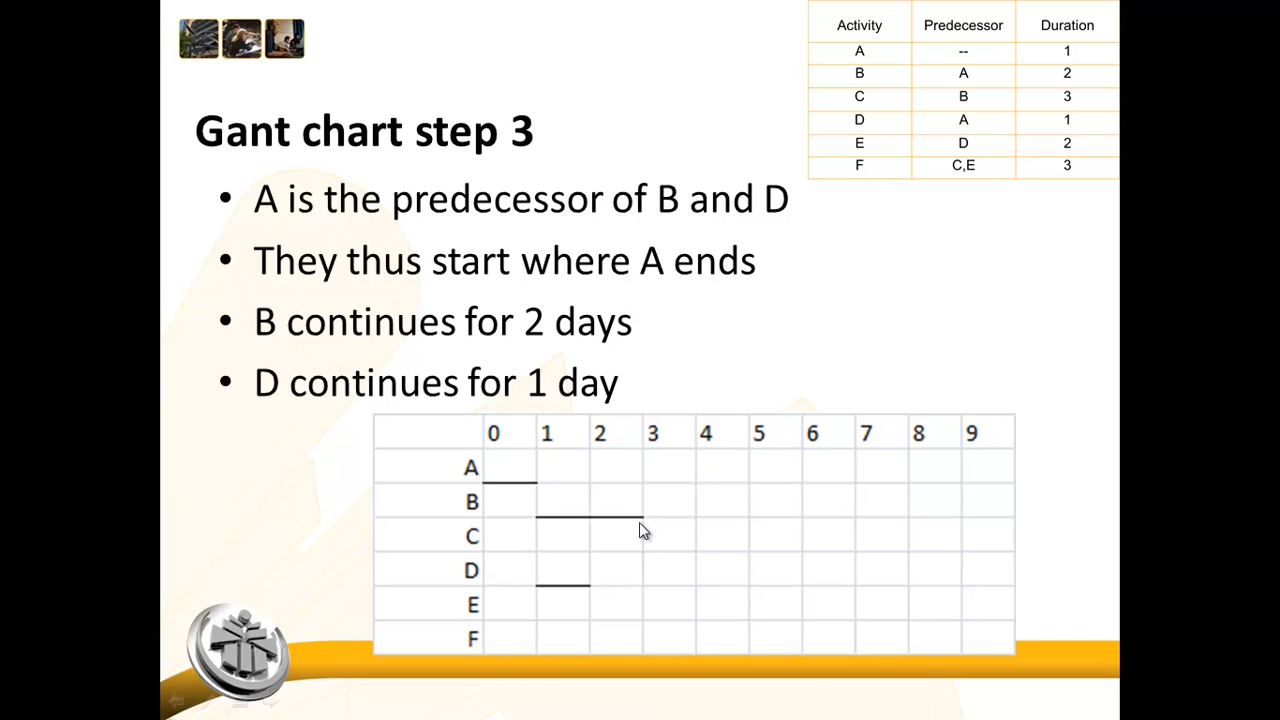 Activity Predecessor Duration
A -- 1
B A 2
C B 3
D A 1
E D 2
F C,E 3
Gant chart step 3
• A is the predecessor of B and D
• They thus start where A ends
• B continues for 2 days
• D continues for 1 day
0 1 2 3 4 5 6 7 8 9
A
B
C
D
E
F